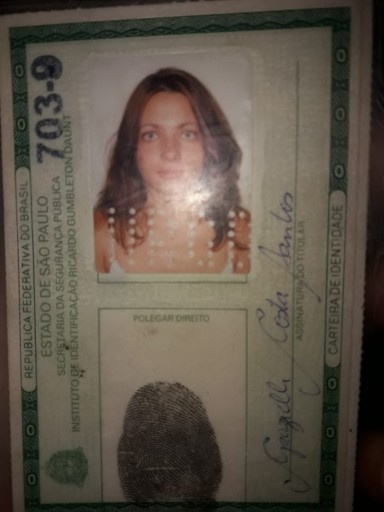 REPÚBLICA FEDERATIVA DO BRASIL
ESTADO DE SÃO PAULO
SECRETARIA DA SEGURANÇA PÚBLICA
INSTITUTO DE IDENTIFICAÇÃO RICARDO GUMBLETON DAUNT
703-9
POLEGAR DIREITO
Costa Santos
ASSINATURA DO TITULAR
CARTEIRA DE IDENTIDADE